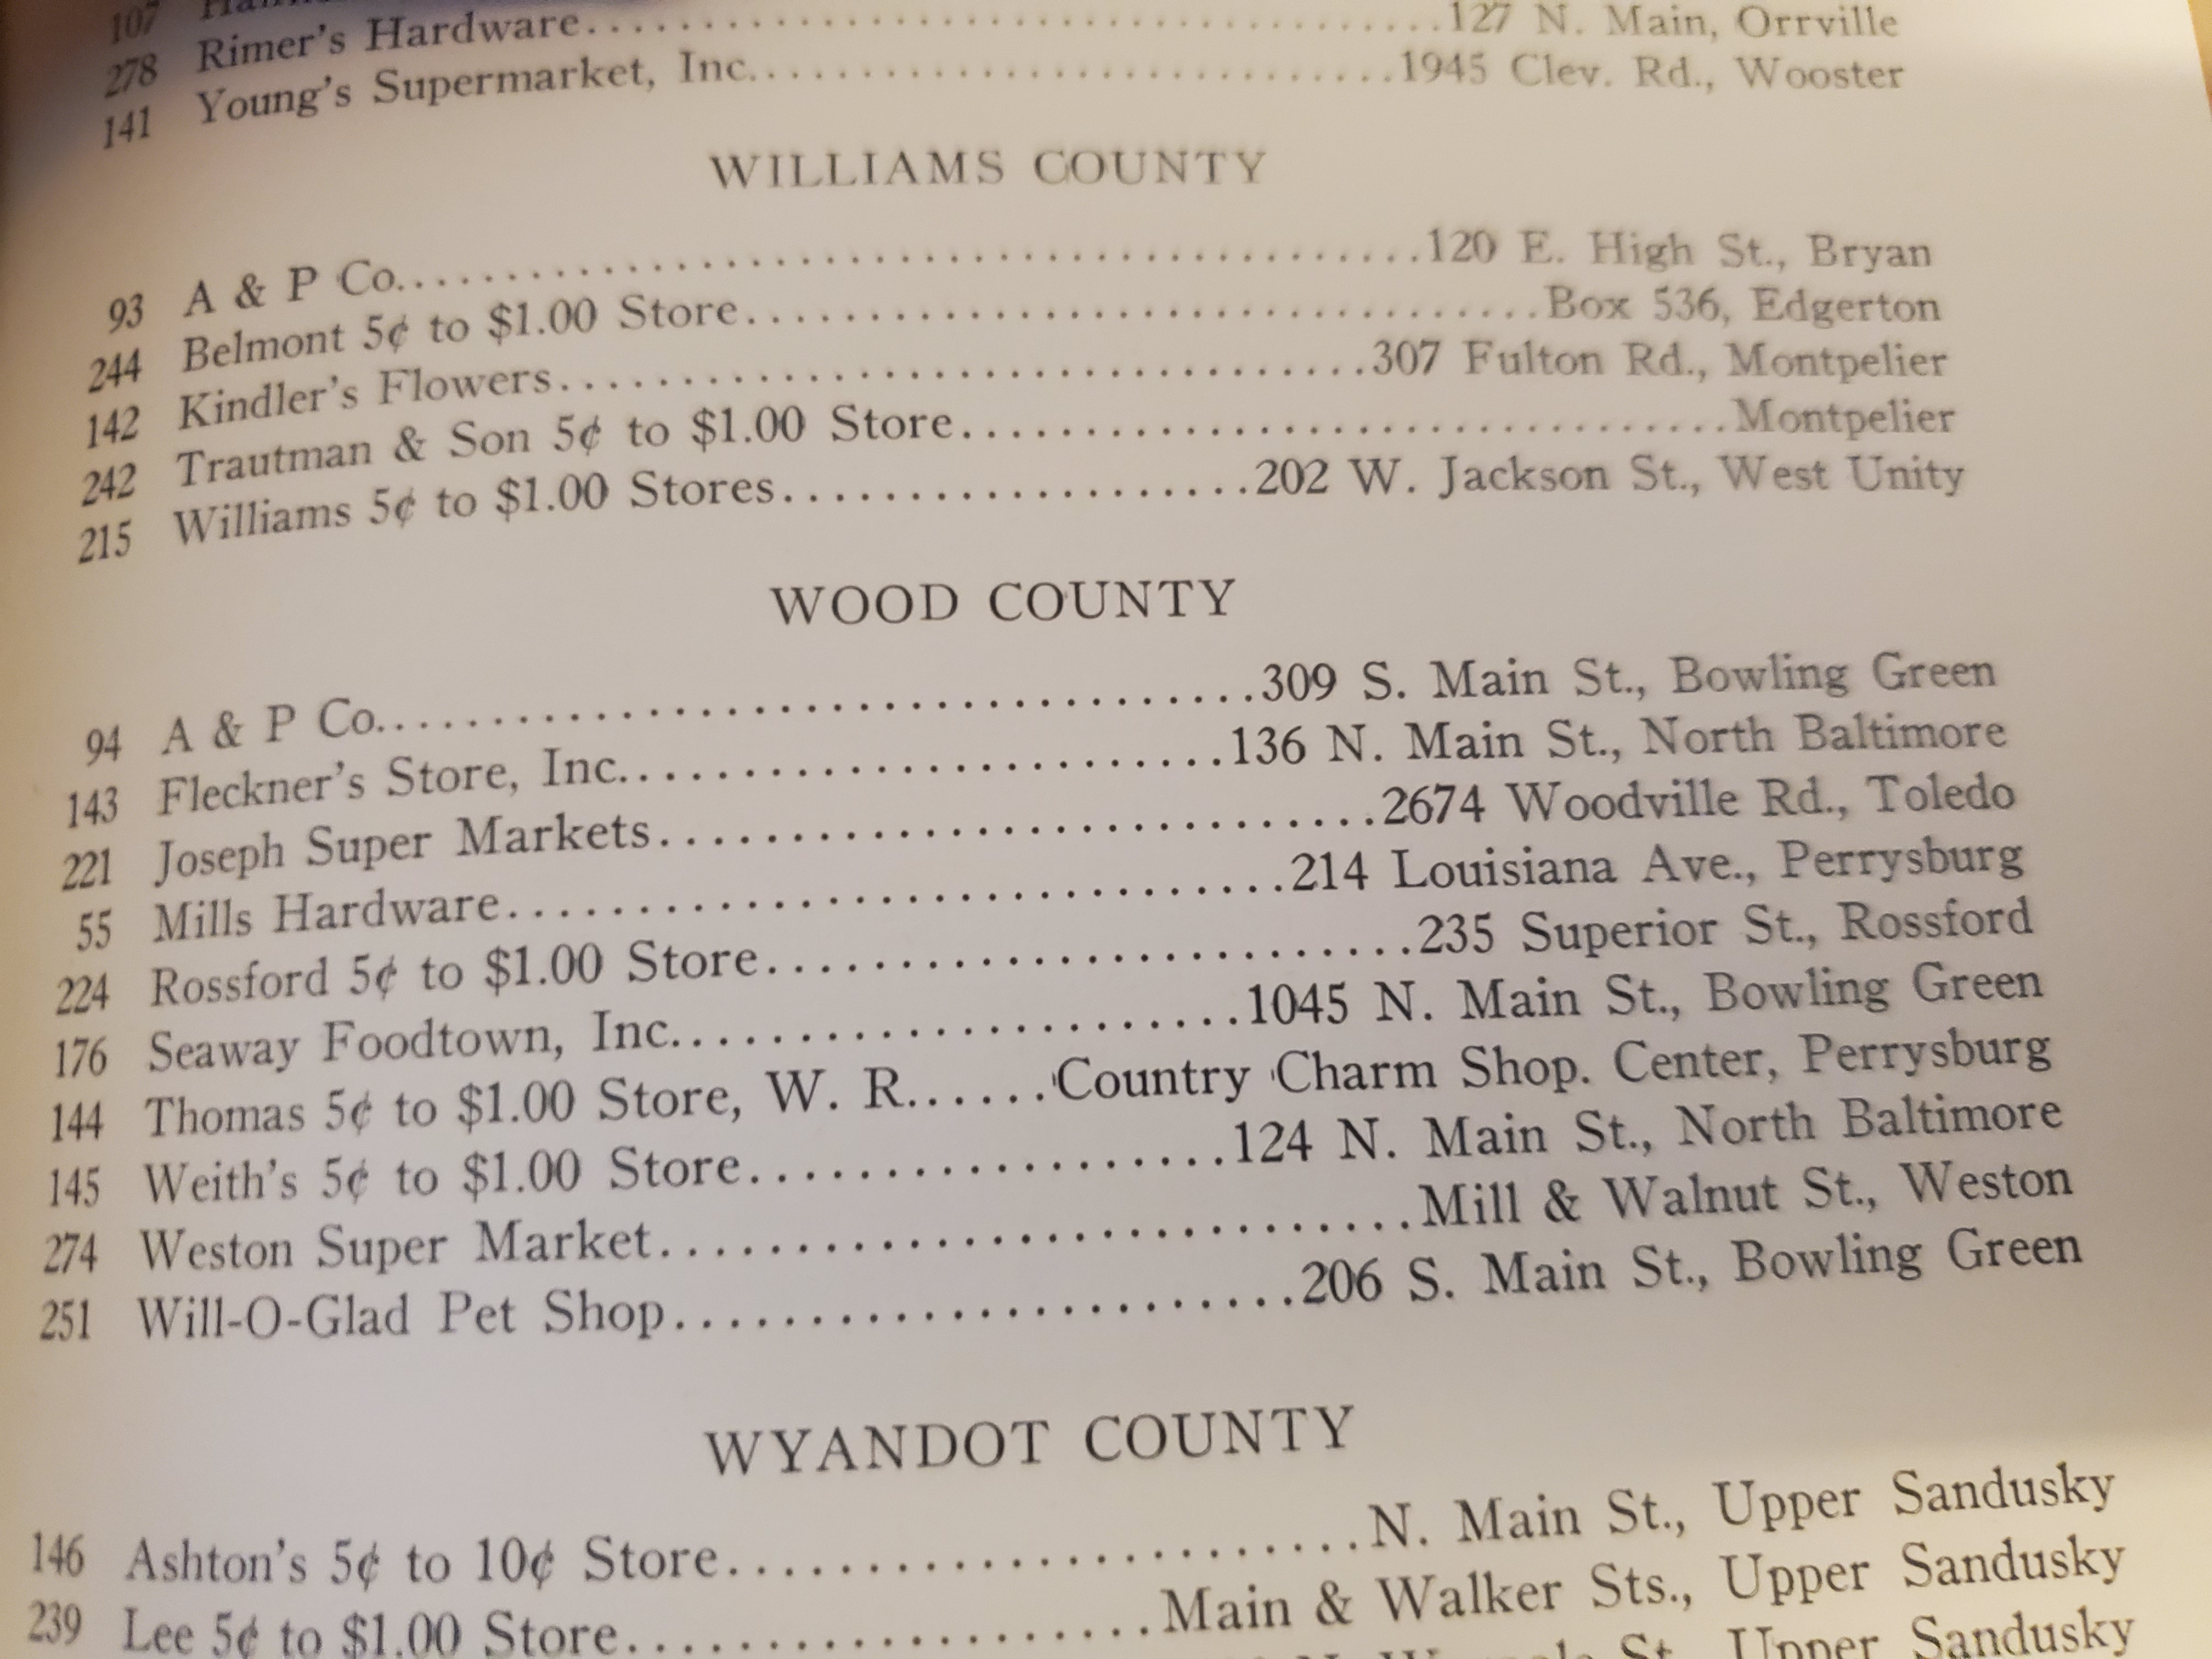 107
278 Rimer's Hardware........................................127 N. Main, Orrville
141 Young's Supermarket, Inc..............................1945 Clev. Rd., Wooster
WILLIAMS COUNTY
93 A & P Co.................................................120 E. High St., Bryan
244 Belmont 5¢ to $1.00 Store..............................Box 536, Edgerton
142 Kindler's Flowers................................307 Fulton Rd., Montpelier
242 Trautman & Son 5¢ to $1.00 Store..............................Montpelier
215 Williams 5¢ to $1.00 Stores..................202 W. Jackson St., West Unity
WOOD COUNTY
94 A & P Co...................................309 S. Main St., Bowling Green
143 Fleckner's Store, Inc.......................136 N. Main St., North Baltimore
221 Joseph Super Markets...........................2674 Woodville Rd., Toledo
55 Mills Hardware..............................214 Louisiana Ave., Perrysburg
224 Rossford 5¢ to $1.00 Store.........................235 Superior St., Rossford
176 Seaway Foodtown, Inc......................1045 N. Main St., Bowling Green
144 Thomas 5¢ to $1.00 Store, W. R......Country Charm Shop. Center, Perrysburg
145 Weith's 5¢ to $1.00 Store..................124 N. Main St., North Baltimore
274 Weston Super Market............................Mill & Walnut St., Weston
251 Will-O-Glad Pet Shop.......................206 S. Main St., Bowling Green
WYANDOT COUNTY
146 Ashton's 5¢ to 10¢ Store........................N. Main St., Upper Sandusky
239 Lee 5¢ to $1.00 Store....................Main & Walker Sts., Upper Sandusky
St., Upper Sandusky